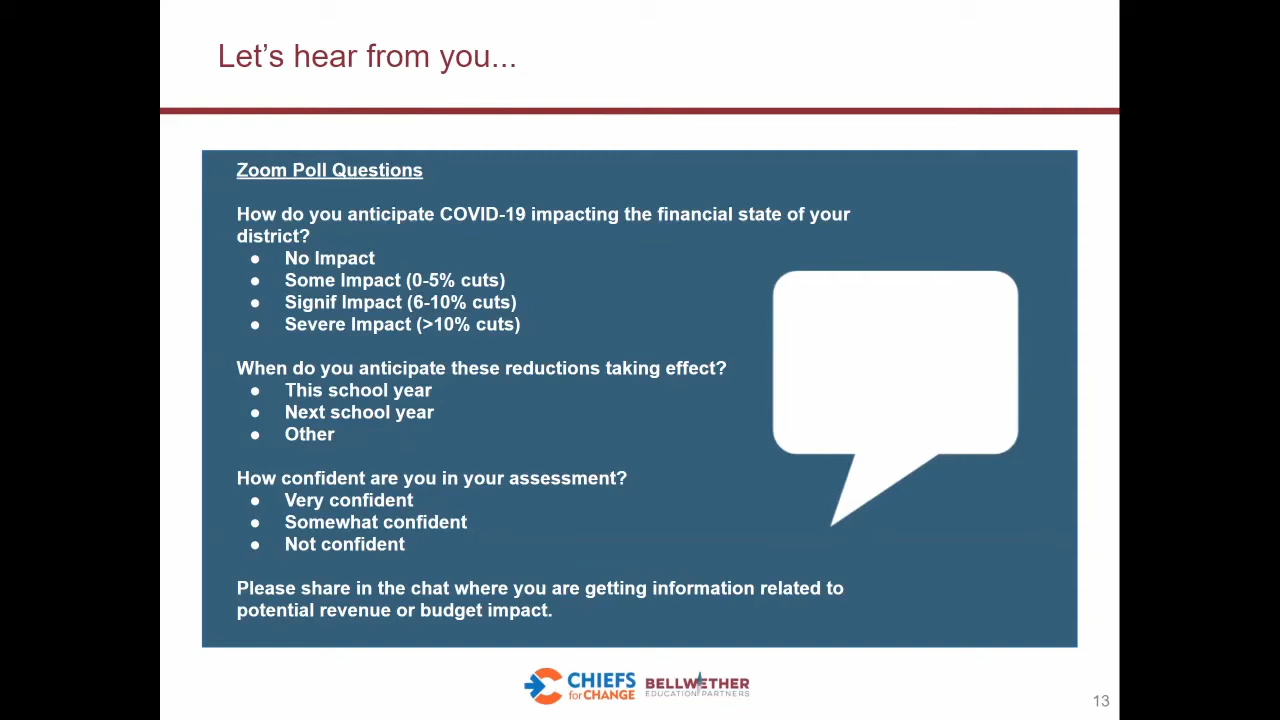 Let's hear from you...
Zoom Poll Questions
How do you anticipate COVID-19 impacting the financial state of your
district?
● No Impact
● Some Impact (0-5% cuts)
● Signif Impact (6-10% cuts)
● Severe Impact (>10% cuts)
When do you anticipate these reductions taking effect?
● This school year
● Next school year
● Other
How confident are you in your assessment?
● Very confident
● Somewhat confident
● Not confident
Please share in the chat where you are getting information related to
potential revenue or budget impact.
CHIEFS
for CHANGE
BELLWETHER
EDUCATION PARTNERS
13